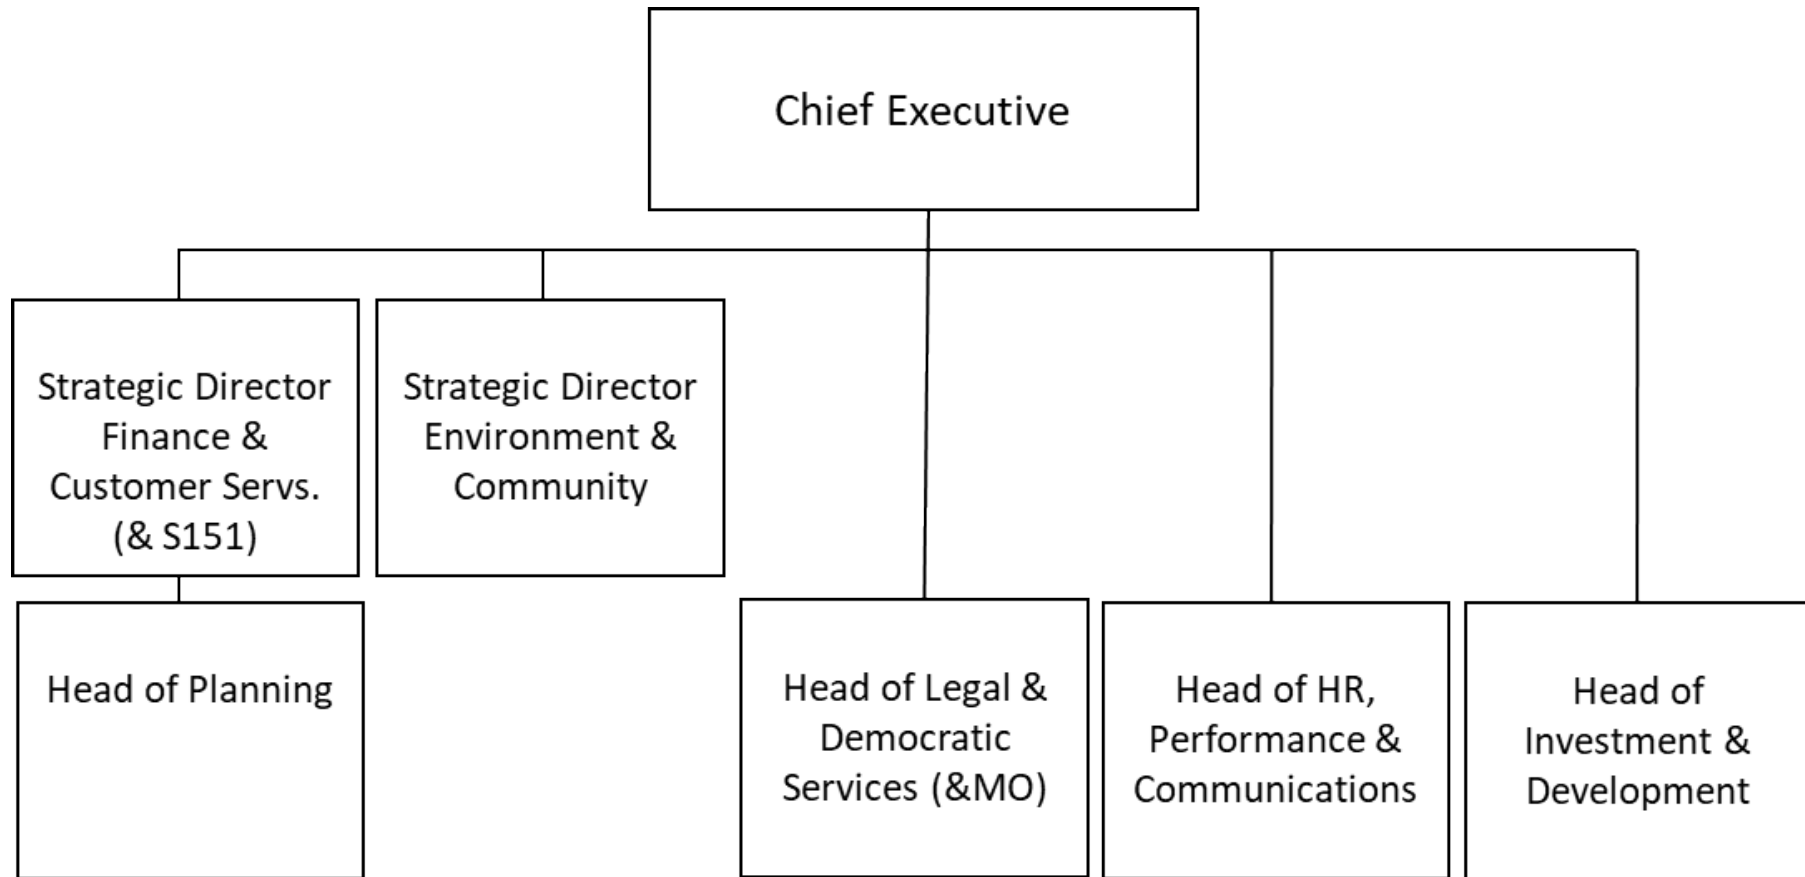 Chief Executive
Strategic Director
Finance &
Customer Servs.
(& S151)
Strategic Director
Environment &
Community
Head of Planning
Head of Legal &
Democratic
Services (&MO)
Head of HR,
Performance &
Communications
Head of
Investment &
Development